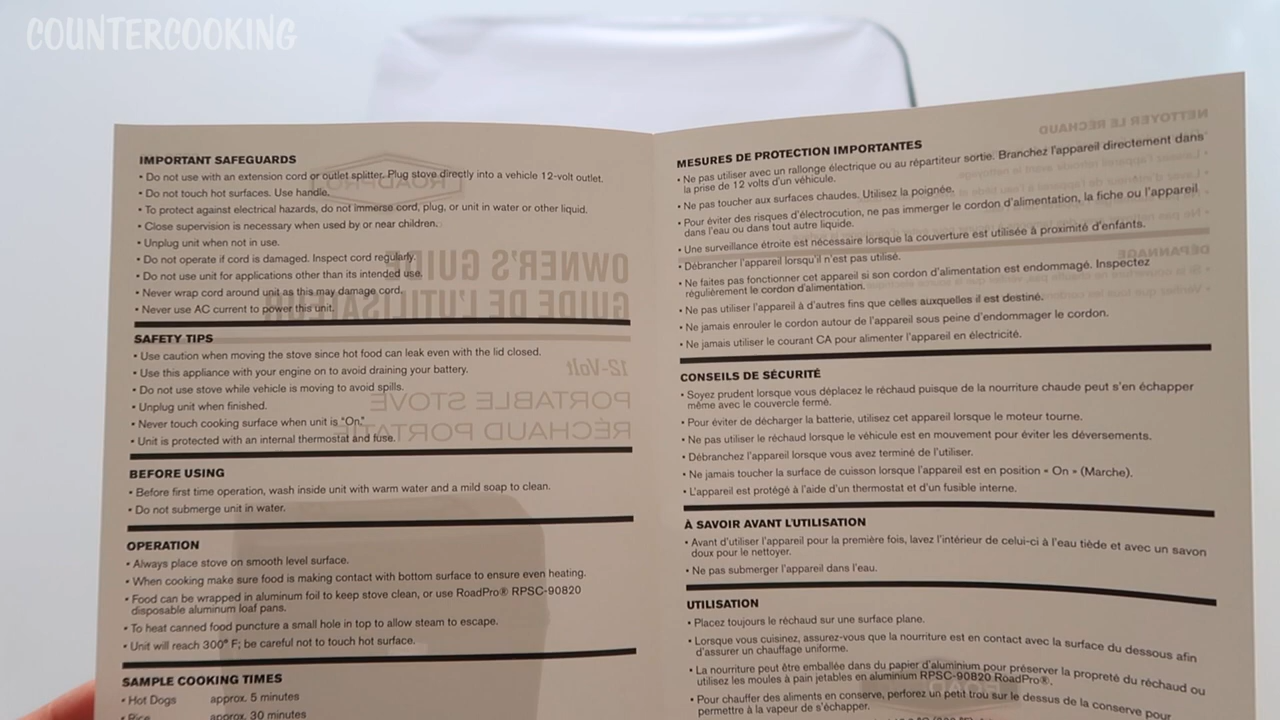 COUNTERCOOKING
IMPORTANT SAFEGUARDS
• Do not use with an extension cord or outlet splitter. Plug stove directly into a vehicle 12-volt outlet.
• Do not touch hot surfaces. Use handle.
• To protect against electrical hazards, do not immerse cord, plug, or unit in water or other liquid.
• Close supervision is necessary when used by or near children.
• Unplug unit when not in use.
• Do not operate if cord is damaged. Inspect cord regularly.
• Do not use unit for applications other than its intended use.
• Never wrap cord around unit as this may damage cord.
• Never use AC current to power this unit.
SAFETY TIPS
• Use caution when moving the stove since hot food can leak even with the lid closed.
• Use this appliance with your engine on to avoid draining your battery.
• Do not use stove while vehicle is moving to avoid spills.
• Unplug unit when finished.
• Never touch cooking surface when unit is "On."
• Unit is protected with an internal thermostat and fuse.
BEFORE USING
• Before first time operation, wash inside unit with warm water and a mild soap to clean.
• Do not submerge unit in water.
OPERATION
• Always place stove on smooth level surface.
• When cooking make sure food is making contact with bottom surface to ensure even heating.
• Food can be wrapped in aluminum foil to keep stove clean, or use RoadPro® RPSC-90820
disposable aluminum loaf pans.
• To heat canned food puncture a small hole in top to allow steam to escape.
• Unit will reach 300° F; be careful not to touch hot surface.
SAMPLE COOKING TIMES
• Hot Dogs approx. 5 minutes
• Rice approx. 30 minutes
MESURES DE PROTECTION IMPORTANTES
• Ne pas utiliser avec un rallonge électrique ou au répartiteur sortie. Branchez l'appareil directement dans
la prise de 12 volts d'un véhicule.
• Ne pas toucher aux surfaces chaudes. Utilisez la poignée.
• Pour éviter des risques d'électrocution, ne pas immerger le cordon d'alimentation, la fiche ou l'appareil
dans l'eau ou dans tout autre liquide.
• Une surveillance étroite est nécessaire lorsque la couverture est utilisée à proximité d'enfants.
• Débrancher l'appareil lorsqu'il n'est pas utilisé.
• Ne faites pas fonctionner cet appareil si son cordon d'alimentation est endommagé. Inspectez
régulièrement le cordon d'alimentation.
• Ne pas utiliser l'appareil à d'autres fins que celles auxquelles il est destiné.
• Ne jamais enrouler le cordon autour de l'appareil sous peine d'endommager le cordon.
• Ne jamais utiliser le courant CA pour alimenter l'appareil en électricité.
CONSEILS DE SÉCURITÉ
• Soyez prudent lorsque vous déplacez le réchaud puisque de la nourriture chaude peut s'en échapper
même avec le couvercle fermé.
• Pour éviter de décharger la batterie, utilisez cet appareil lorsque le moteur tourne.
• Ne pas utiliser le réchaud lorsque le véhicule est en mouvement pour éviter les déversements.
• Débranchez l'appareil lorsque vous avez terminé de l'utiliser.
• Ne jamais toucher la surface de cuisson lorsque l'appareil est en position « On » (Marche).
• L'appareil est protégé à l'aide d'un thermostat et d'un fusible interne.
À SAVOIR AVANT L'UTILISATION
• Avant d'utiliser l'appareil pour la première fois, lavez l'intérieur de celui-ci à l'eau tiède et avec un savon
doux pour le nettoyer.
• Ne pas submerger l'appareil dans l'eau.
UTILISATION
• Placez toujours le réchaud sur une surface plane.
• Lorsque vous cuisinez, assurez-vous que la nourriture est en contact avec la surface du dessous afin
d'assurer un chauffage uniforme.
• La nourriture peut être emballée dans du papier d'aluminium pour préserver la propreté du réchaud ou
utilisez les moules à pain jetables en aluminium RPSC-90820 RoadPro®.
• Pour chauffer des aliments en conserve, perforez un petit trou sur le dessus de la conserve pour
permettre à la vapeur de s'échapper.